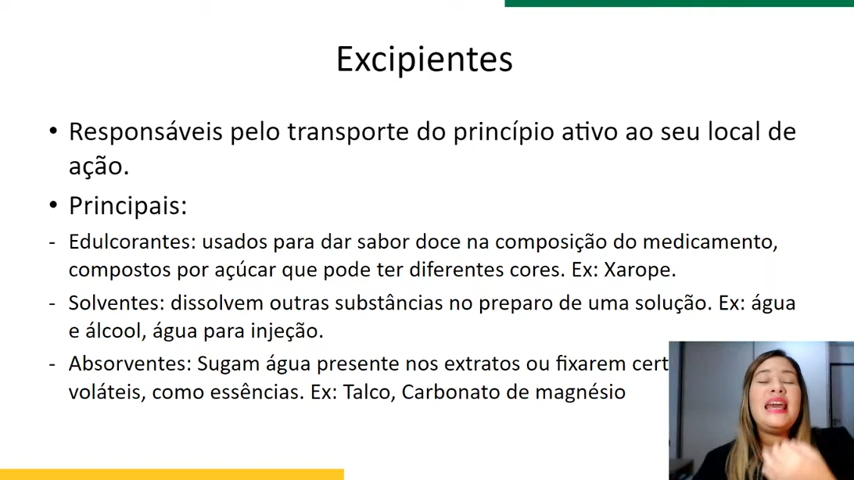 Excipientes
• Responsáveis pelo transporte do princípio ativo ao seu local de
ação.
• Principais:
- Edulcorantes: usados para dar sabor doce na composição do medicamento,
compostos por açúcar que pode ter diferentes cores. Ex: Xarope.
- Solventes: dissolvem outras substâncias no preparo de uma solução. Ex: água
e álcool, água para injeção.
- Absorventes: Sugam água presente nos extratos ou fixarem
voláteis, como essências. Ex: Talco, Carbonato de magnésio